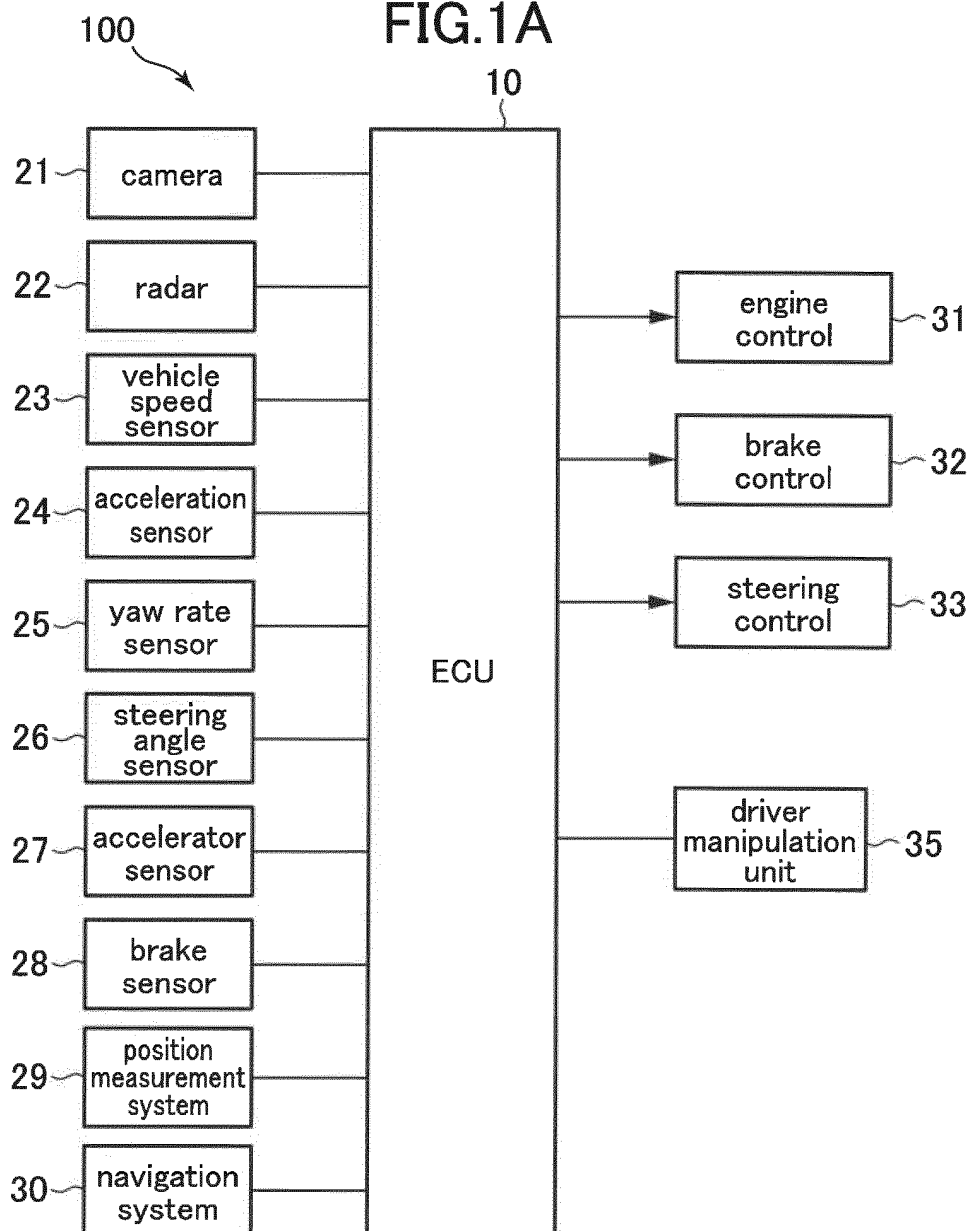 FIG.1A
100
10
21
camera
22
radar
23
vehicle
speed
sensor
24
acceleration
sensor
25
yaw rate
sensor
26
steering
angle
sensor
27
accelerator
sensor
28
brake
sensor
29
position
measurement
system
30
navigation
system
ECU
engine
control
31
brake
control
32
steering
control
33
driver
manipulation
unit
35